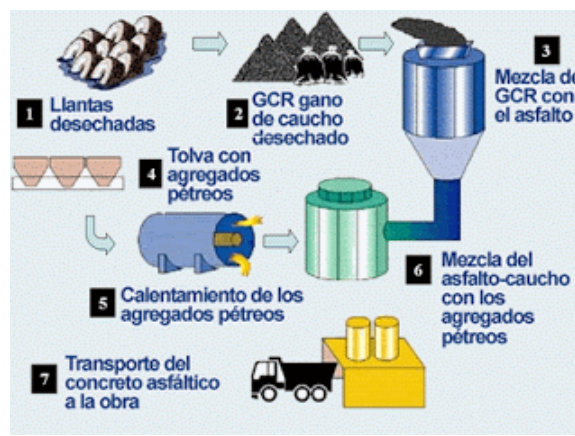 1 Llantas
desechadas
2 GCR gano
de caucho
desechado
3
Mezcla de
GCR con
el asfalto
4 Tolva con
agregados
pétreos
5 Calentamiento de los
agregados pétreos
6 Mezcla del
asfalto-caucho
con los
agregados
pétreos
7 Transporte del
concreto asfáltico
a la obra